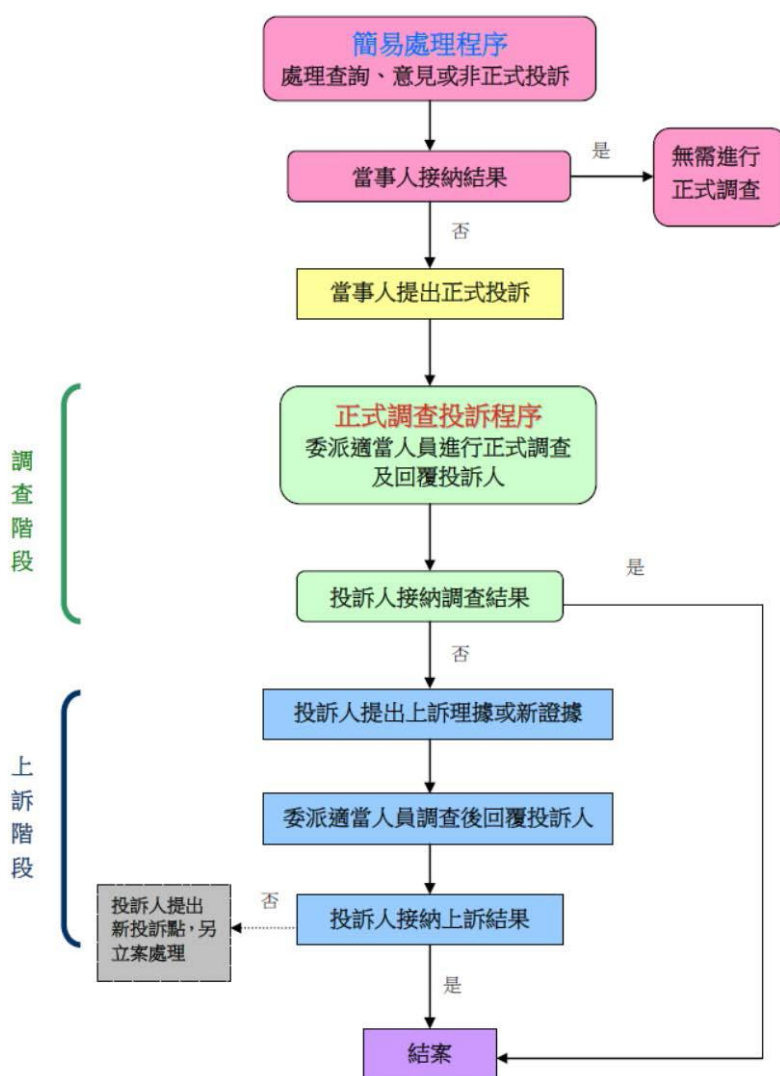 簡易處理程序
處理查詢、意見或非正式投訴
當事人接納結果
是
無需進行
正式調查
否
當事人提出正式投訴
調
查
階
段
正式調查投訴程序
委派適當人員進行正式調查
及回覆投訴人
投訴人接納調查結果
是
否
上
訴
階
段
投訴人提出上訴理據或新證據
委派適當人員調查後回覆投訴人
投訴人接納上訴結果
否
投訴人提出
新投訴點，另
立案處理
是
結案